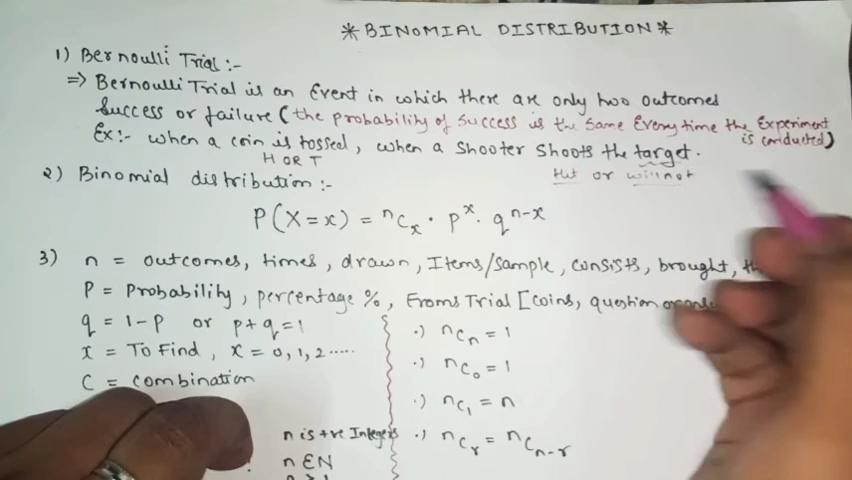 * BINOMIAL DISTRIBUTION *
1) Bernoulli Trial :-
⇒ Bernoulli Trial is an Event in which there are only two outcomes
Success or failure ( the probability of success is the same Every time the Experiment
is conducted)
Ex:- when a coin is tossed, when a shooter shoots the target.
H OR T
Hit or will not
2) Binomial distribution :-
P(X=x) = ⁿCₓ · pˣ · qⁿ⁻ˣ
3) n = outcomes, times, drawn, Items/sample, consists, brought,
P = Probability, percentage %, From 1 Trial [coins, question
q = 1-p or p+q=1
x = To Find, x = 0, 1, 2 .....
C = combination
n is +ve Integers
n ∈ N
·) ⁿCₙ = 1
·) ⁿC₀ = 1
·) ⁿC₁ = n
·) ⁿCᵣ = ⁿCₙ₋ᵣ